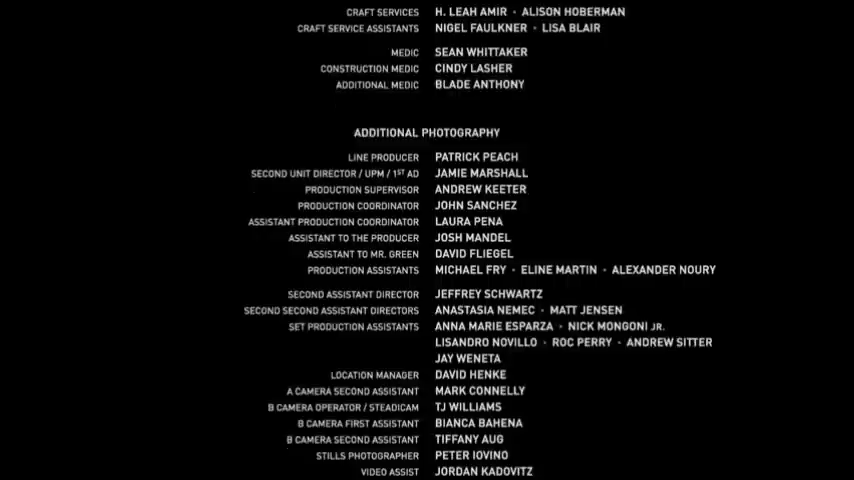 CRAFT SERVICES H. LEAH AMIR • ALISON HOBERMAN
CRAFT SERVICE ASSISTANTS NIGEL FAULKNER • LISA BLAIR
MEDIC SEAN WHITTAKER
CONSTRUCTION MEDIC CINDY LASHER
ADDITIONAL MEDIC BLADE ANTHONY
ADDITIONAL PHOTOGRAPHY
LINE PRODUCER PATRICK PEACH
SECOND UNIT DIRECTOR / UPM / 1ST AD JAMIE MARSHALL
PRODUCTION SUPERVISOR ANDREW KEETER
PRODUCTION COORDINATOR JOHN SANCHEZ
ASSISTANT PRODUCTION COORDINATOR LAURA PENA
ASSISTANT TO THE PRODUCER JOSH MANDEL
ASSISTANT TO MR. GREEN DAVID FLIEGEL
PRODUCTION ASSISTANTS MICHAEL FRY • ELINE MARTIN • ALEXANDER NOURY
SECOND ASSISTANT DIRECTOR JEFFREY SCHWARTZ
SECOND SECOND ASSISTANT DIRECTORS ANASTASIA NEMEC • MATT JENSEN
SET PRODUCTION ASSISTANTS ANNA MARIE ESPARZA • NICK MONGONI JR.
LISANDRO NOVILLO • ROC PERRY • ANDREW SITTER
JAY WENETA
LOCATION MANAGER DAVID HENKE
A CAMERA SECOND ASSISTANT MARK CONNELLY
B CAMERA OPERATOR / STEADICAM TJ WILLIAMS
B CAMERA FIRST ASSISTANT BIANCA BAHENA
B CAMERA SECOND ASSISTANT TIFFANY AUG
STILLS PHOTOGRAPHER PETER IOVINO
VIDEO ASSIST JORDAN KADOVITZ